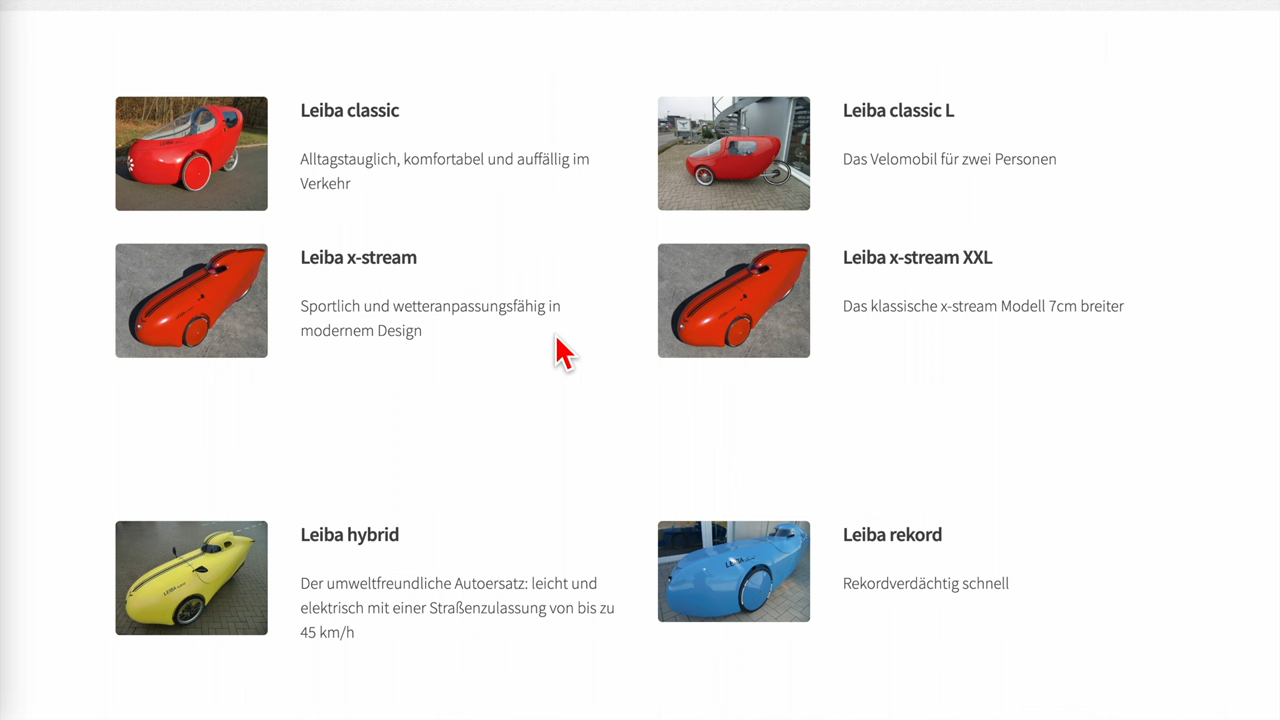 Leiba classic
Alltagstauglich, komfortabel und auffällig im
Verkehr
Leiba classic L
Das Velomobil für zwei Personen
Leiba x-stream
Sportlich und wetteranpassungsfähig in
modernem Design
Leiba x-stream XXL
Das klassische x-stream Modell 7cm breiter
Leiba hybrid
Der umweltfreundliche Autoersatz: leicht und
elektrisch mit einer Straßenzulassung von bis zu
45 km/h
Leiba rekord
Rekordverdächtig schnell